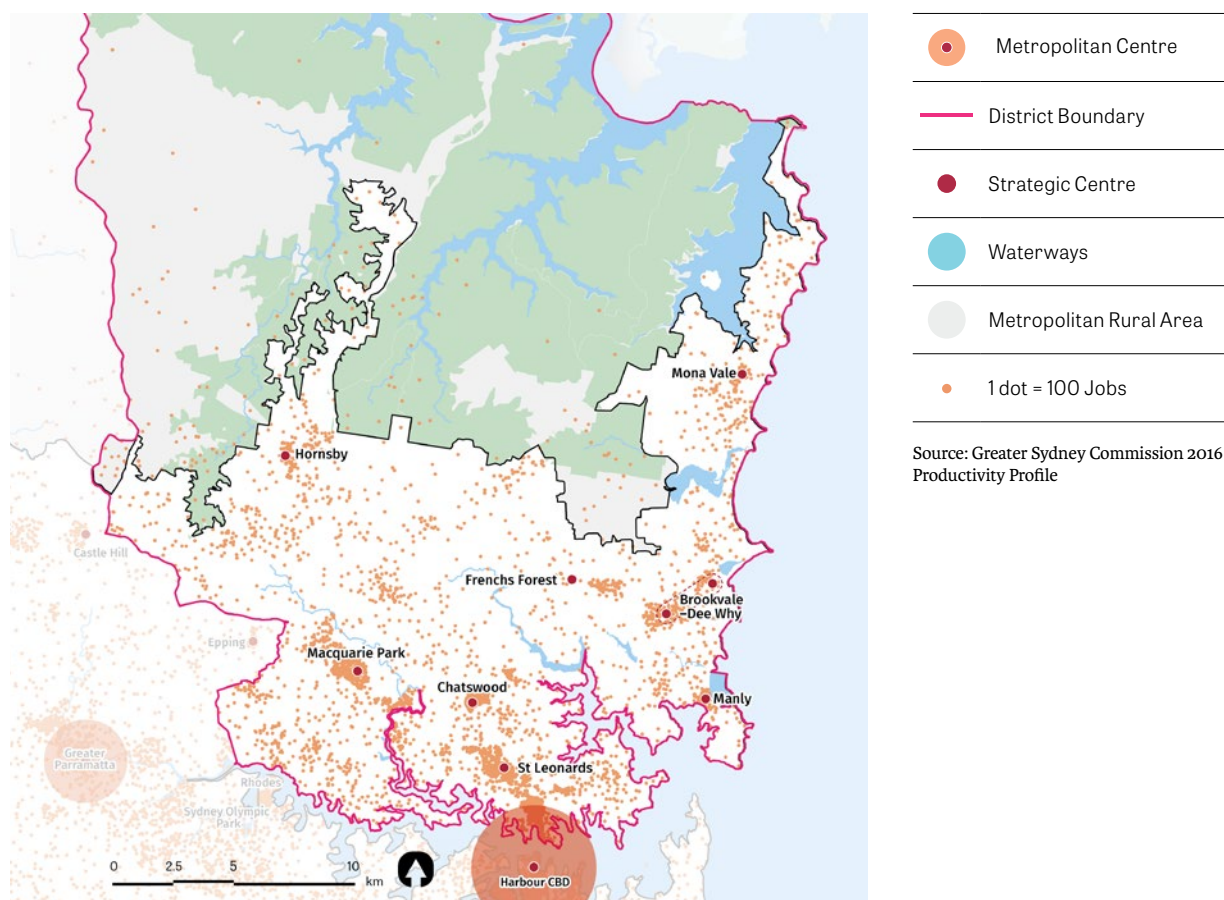 Metropolitan Centre
District Boundary
Strategic Centre
Waterways
Metropolitan Rural Area
1 dot = 100 Jobs
Source: Greater Sydney Commission 2016
Productivity Profile
Mona Vale
Hornsby
Castle Hill
Frenchs Forest
Brookvale
–Dee Why
Epping
Macquarie Park
Chatswood
Manly
Greater
Parramatta
St Leonards
Rhodes
Sydney Olympic
Park
0 2.5 5 10
km
Harbour CBD